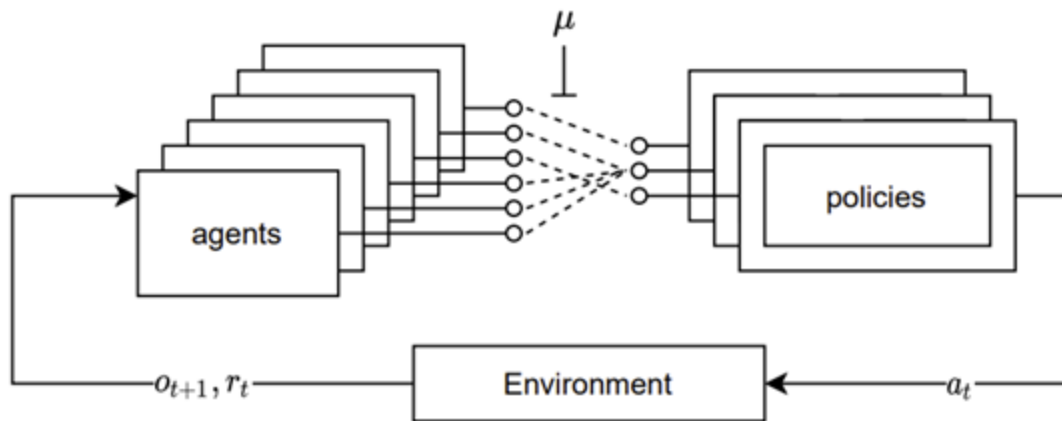 μ
agents
policies
o_{t+1}, r_t
Environment
a_t